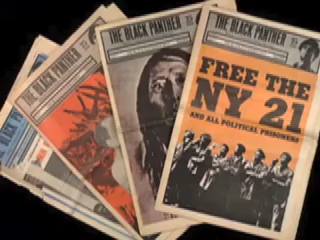 THE BLACK PANTHER
THE BLACK PANTHER
THE BLACK PANTHER
THE BLACK PANTHER
FREE THE
NY 21
AND ALL POLITICAL PRISONERS